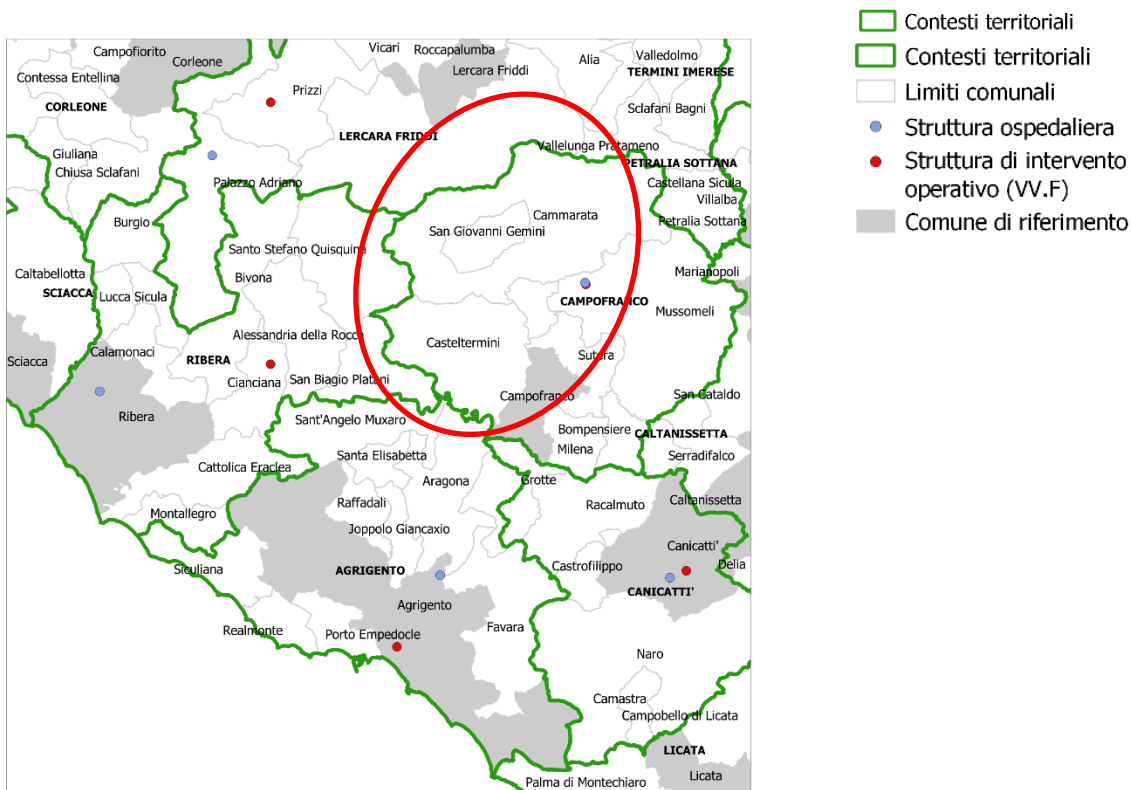 Contesti territoriali
Contesti territoriali
Limiti comunali
Struttura ospedaliera
Struttura di intervento
operativo (VV.F)
Comune di riferimento
Campofiorito
Corleone
Contessa Entellina
CORLEONE
Giuliana
Chiusa Sclafani
Prizzi
Vicari
Roccapalumba
Lercara Friddi
Alia
Valledolmo
TERMINI IMERESE
Sclafani Bagni
LERCARA FRIDDI
Vallelunga Pratameno
PETRALIA SOTTANA
Castellana Sicula
Villalba
Petralia Sottana
Palazzo Adriano
Burgio
Cammarata
San Giovanni Gemini
Santo Stefano Quisquina
Bivona
Caltabellotta
SCIACCA
Lucca Sicula
Marianopoli
CAMPOFRANCO
Mussomeli
Alessandria della Rocca
Casteltermini
Sutera
Calamonaci
RIBERA
Sciacca
Cianciana
San Biagio Platani
Campofranco
San Cataldo
Ribera
Sant'Angelo Muxaro
Bompensiere
CALTANISSETTA
Milena
Serradifalco
Santa Elisabetta
Cattolica Eraclea
Aragona
Grotte
Raffadali
Racalmuto
Caltanissetta
Montallegro
Joppolo Giancaxio
Canicatti'
Siculiana
AGRIGENTO
Castrofilippo
Delia
CANICATTI'
Agrigento
Realmonte
Porto Empedocle
Favara
Naro
Camastra
Campobello di Licata
LICATA
Licata
Palma di Montechiaro